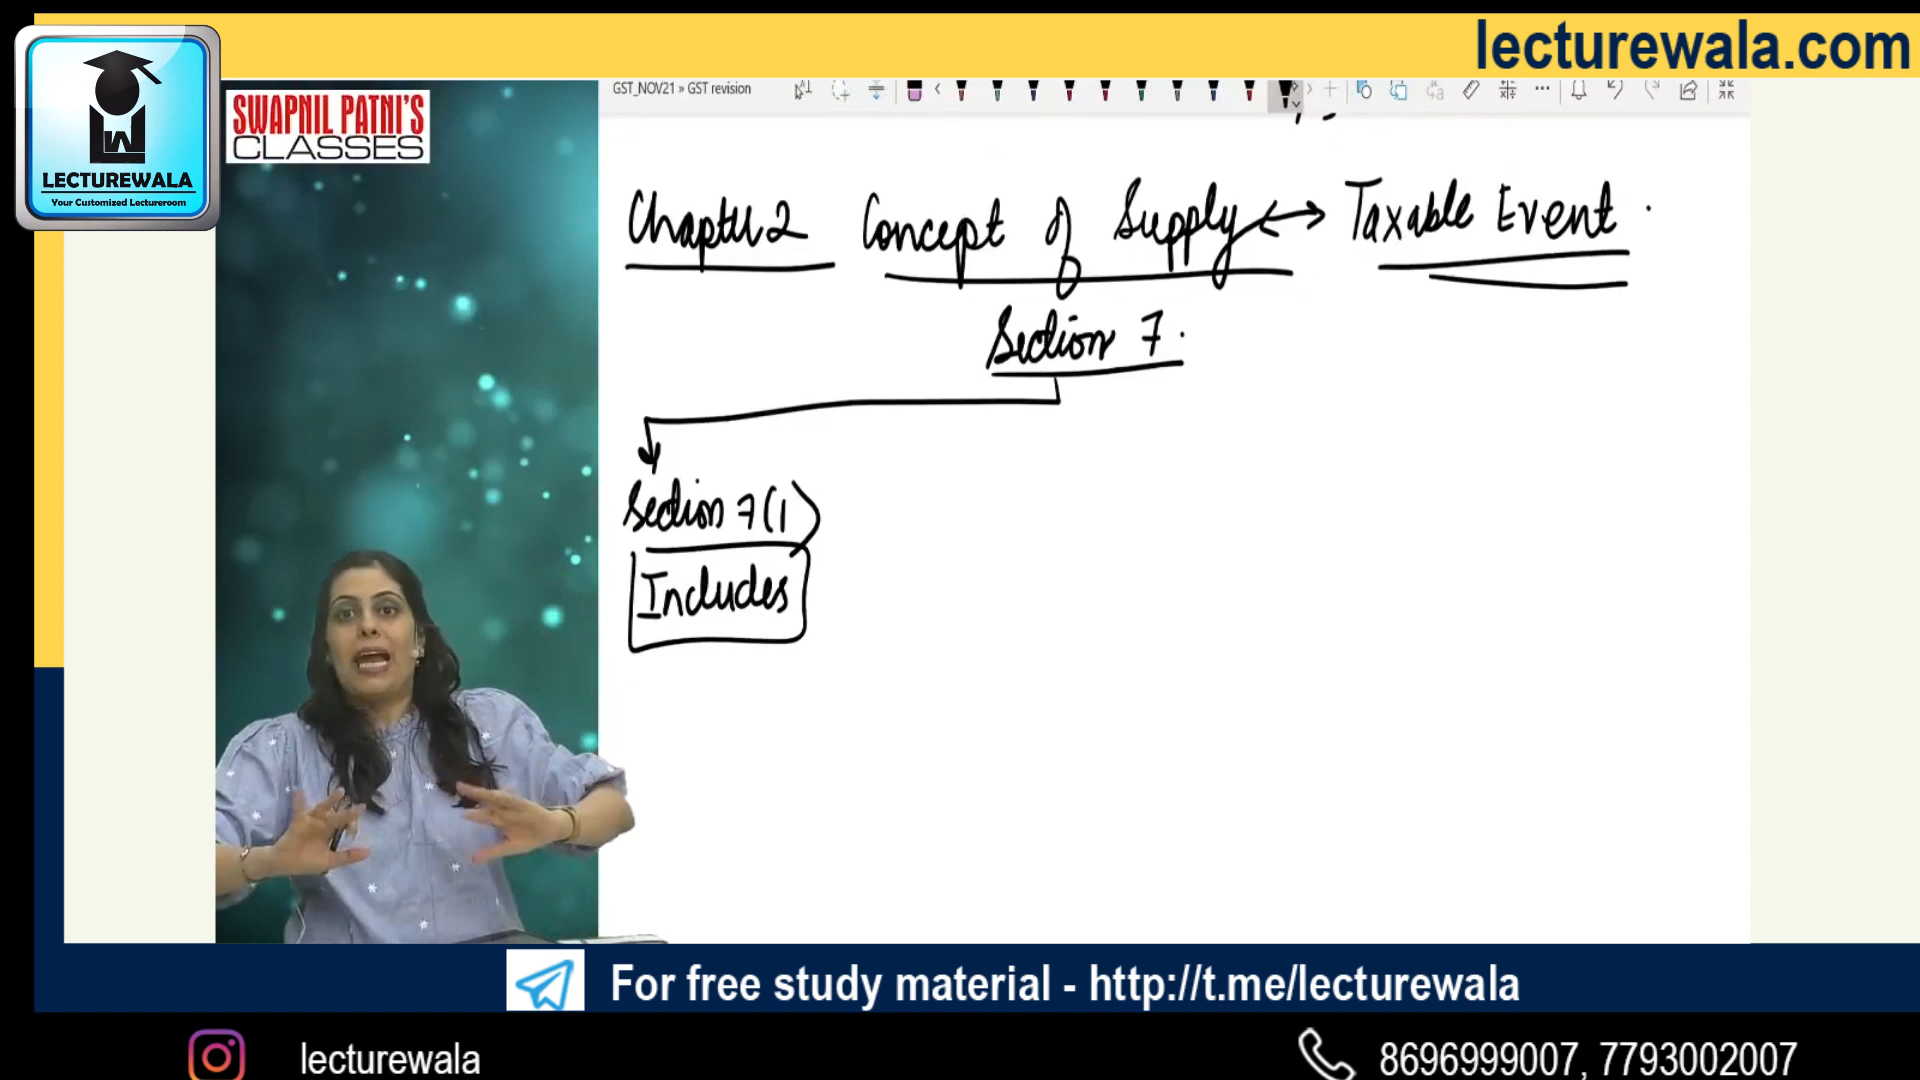 lecturewala.com
LW
LECTUREWALA
Your Customized Lectureroom
SWAPNIL PATNI'S
CLASSES
GST_NOV21 » GST revision
Chapter 2 Concept of Supply ↔ Taxable Event.
Section 7.
Section 7(1)
Includes
For free study material - http://t.me/lecturewala
lecturewala
8696999007, 7793002007